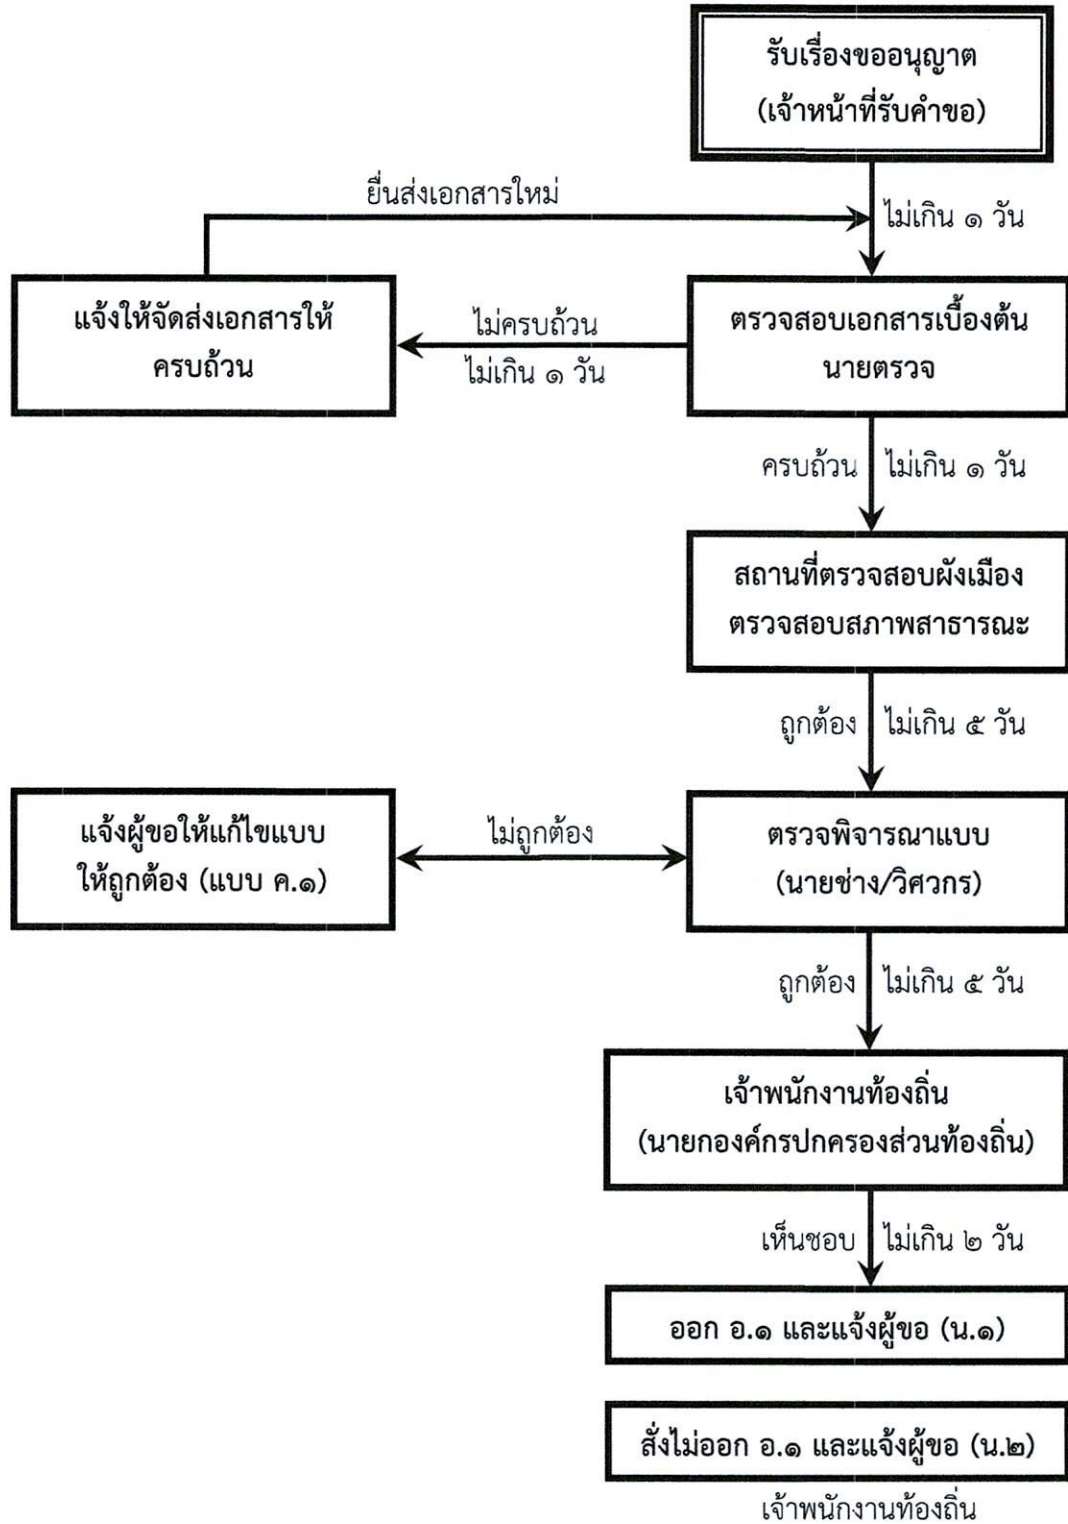 รับเรื่องขออนุญาต
(เจ้าหน้าที่รับคำขอ)
ยื่นส่งเอกสารใหม่
ไม่เกิน ๑ วัน
แจ้งให้จัดส่งเอกสารให้
ครบถ้วน
ไม่ครบถ้วน
ไม่เกิน ๑ วัน
ตรวจสอบเอกสารเบื้องต้น
นายตรวจ
ครบถ้วน
ไม่เกิน ๑ วัน
สถานที่ตรวจสอบผังเมือง
ตรวจสอบสภาพสาธารณะ
ถูกต้อง
ไม่เกิน ๕ วัน
แจ้งผู้ขอให้แก้ไขแบบ
ให้ถูกต้อง (แบบ ค.๑)
ไม่ถูกต้อง
ตรวจพิจารณาแบบ
(นายช่าง/วิศวกร)
ถูกต้อง
ไม่เกิน ๕ วัน
เจ้าพนักงานท้องถิ่น
(นายกองค์กรปกครองส่วนท้องถิ่น)
เห็นชอบ
ไม่เกิน ๒ วัน
ออก อ.๑ และแจ้งผู้ขอ (น.๑)
สั่งไม่ออก อ.๑ และแจ้งผู้ขอ (น.๒)
เจ้าพนักงานท้องถิ่น